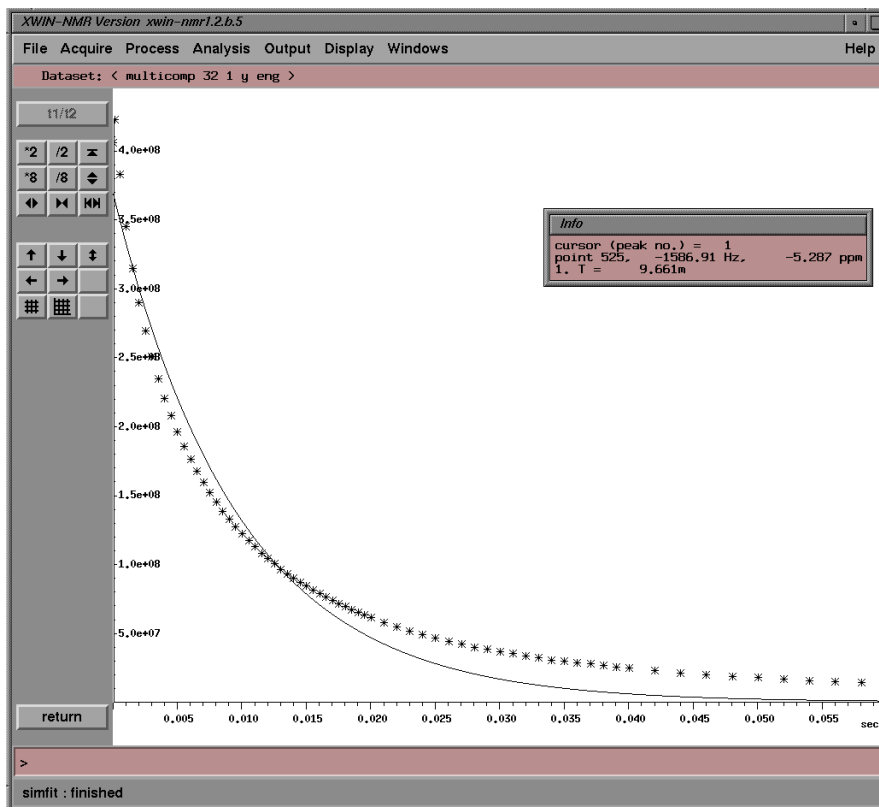 XWIN-NMR Version xwin-nmr1.2.b.5
File Acquire Process Analysis Output Display Windows Help
Dataset: < multicomp 32 1 y eng >
t1/t2
*2 /2
*8 /8
4.0e+08
3.5e+08
3.0e+08
2.5e+08
2.0e+08
1.5e+08
1.0e+08
5.0e+07
Info
cursor (peak no.) = 1
point 525, -1586.91 Hz, -5.287 ppm
1. T = 9.661m
0.005 0.010 0.015 0.020 0.025 0.030 0.035 0.040 0.045 0.050 0.055 sec
return
>
simfit : finished